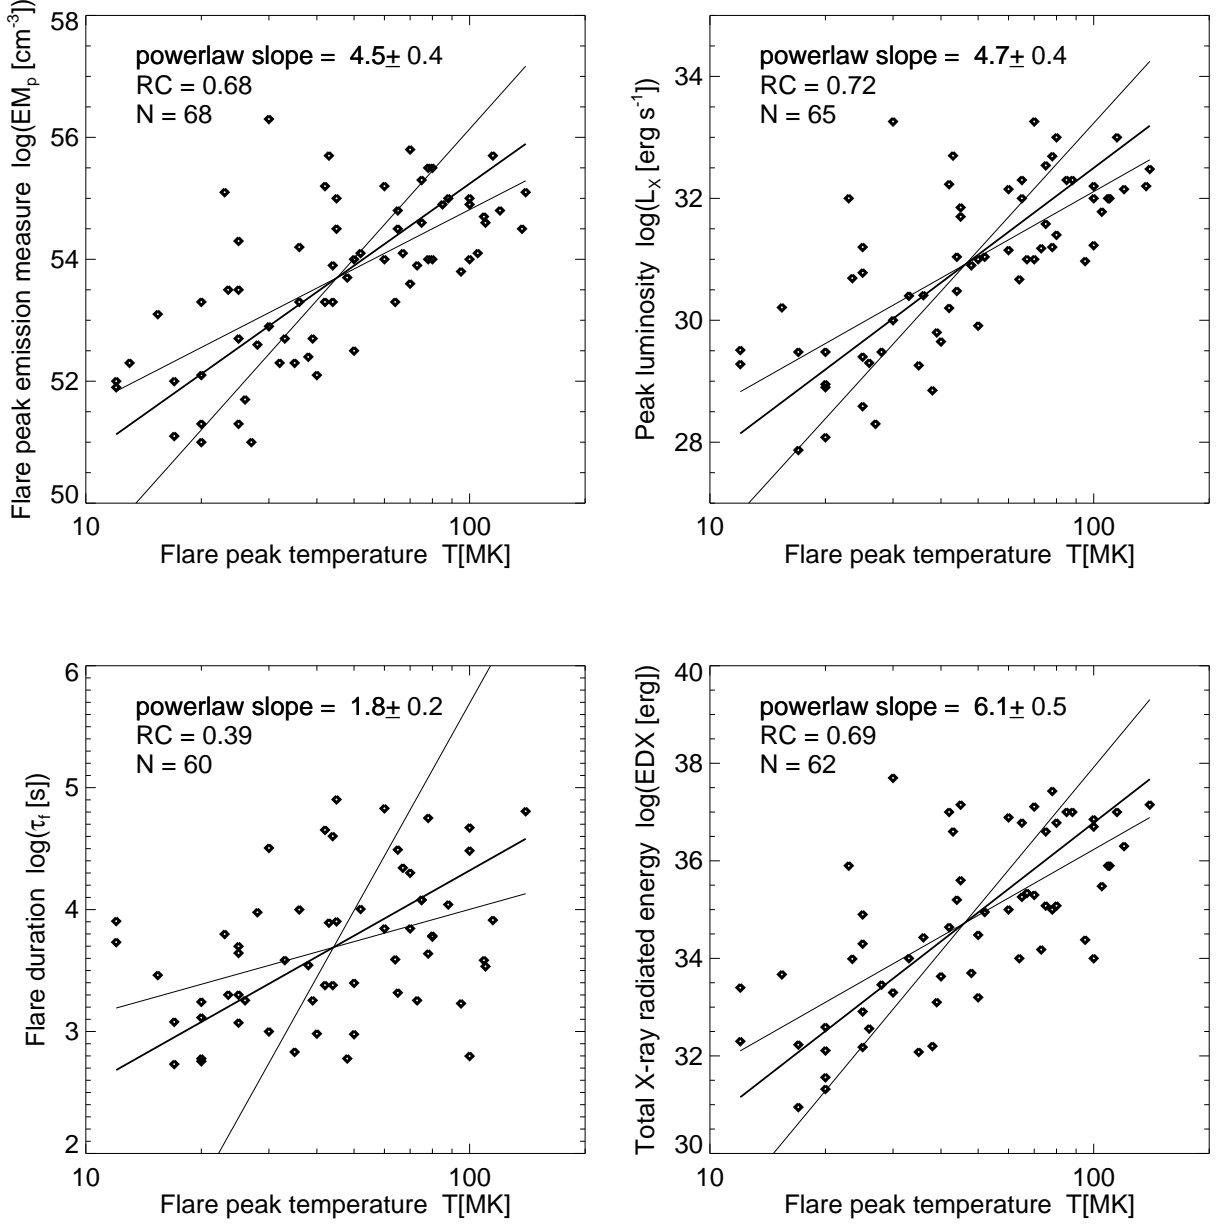 58
56
54
52
50
10
100
Flare peak emission measure log(EM_p [cm⁻³])
Flare peak temperature T[MK]
powerlaw slope = 4.5± 0.4
RC = 0.68
N = 68
34
32
30
28
10
100
Peak luminosity log(L_X [erg s⁻¹])
Flare peak temperature T[MK]
powerlaw slope = 4.7± 0.4
RC = 0.72
N = 65
6
5
4
3
2
10
100
Flare duration log(τ_f [s])
Flare peak temperature T[MK]
powerlaw slope = 1.8± 0.2
RC = 0.39
N = 60
40
38
36
34
32
30
10
100
Total X-ray radiated energy log(EDX [erg])
Flare peak temperature T[MK]
powerlaw slope = 6.1± 0.5
RC = 0.69
N = 62